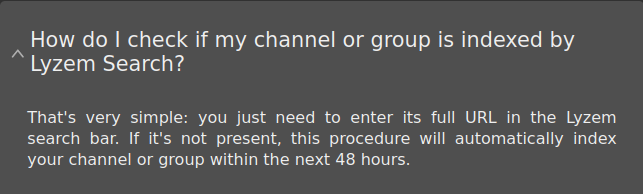 How do I check if my channel or group is indexed by
Lyzem Search?
That's very simple: you just need to enter its full URL in the Lyzem
search bar. If it's not present, this procedure will automatically index
your channel or group within the next 48 hours.